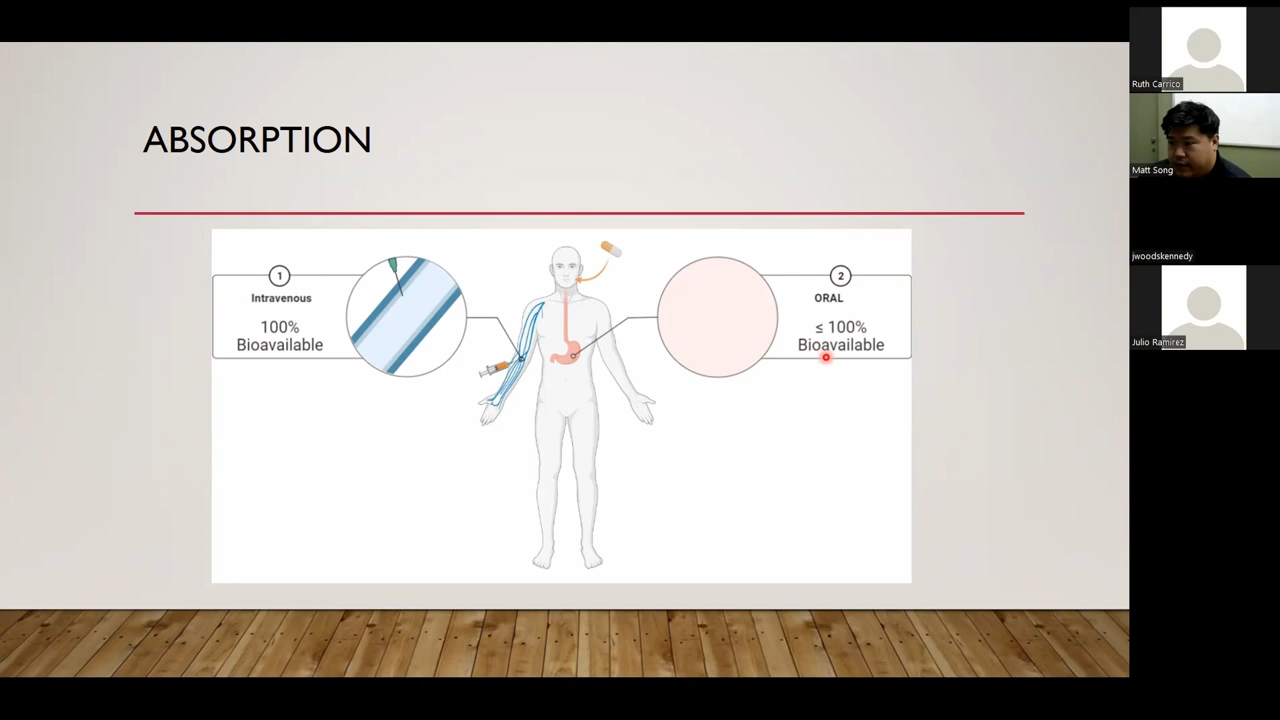 ABSORPTION
1
Intravenous
100%
Bioavailable
2
ORAL
≤ 100%
Bioavailable
Ruth Carrico
Matt Song
jwoodskennedy
Julio Ramirez